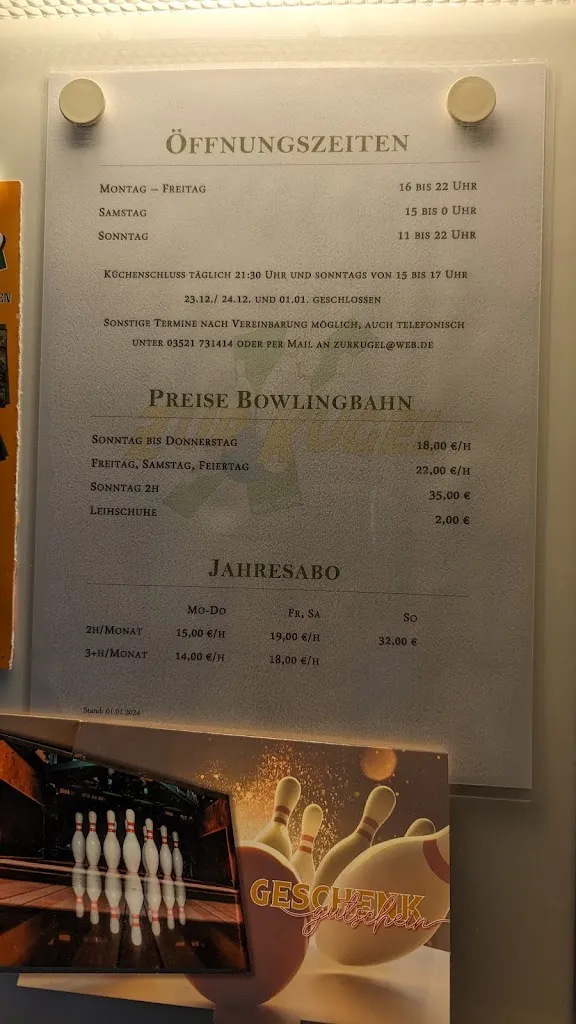 ÖFFNUNGSZEITEN
MONTAG – FREITAG 16 BIS 22 UHR
SAMSTAG 15 BIS 0 UHR
SONNTAG 11 BIS 22 UHR
KÜCHENSCHLUSS TÄGLICH 21:30 UHR UND SONNTAGS VON 15 BIS 17 UHR
23.12./ 24.12. UND 01.01. GESCHLOSSEN
SONSTIGE TERMINE NACH VEREINBARUNG MÖGLICH, AUCH TELEFONISCH
UNTER 03521 731414 ODER PER MAIL AN ZURKUGEL@WEB.DE
ZUR KUGEL
PREISE BOWLINGBAHN
SONNTAG BIS DONNERSTAG 18,00 €/H
FREITAG, SAMSTAG, FEIERTAG 22,00 €/H
SONNTAG 2H 35,00 €
LEIHSCHUHE 2,00 €
JAHRESABO
MO-DO FR, SA SO
2H/MONAT 15,00 €/H 19,00 €/H 32,00 €
3+H/MONAT 14,00 €/H 18,00 €/H
Stand: 01.01.2024
GESCHENK
gutschein